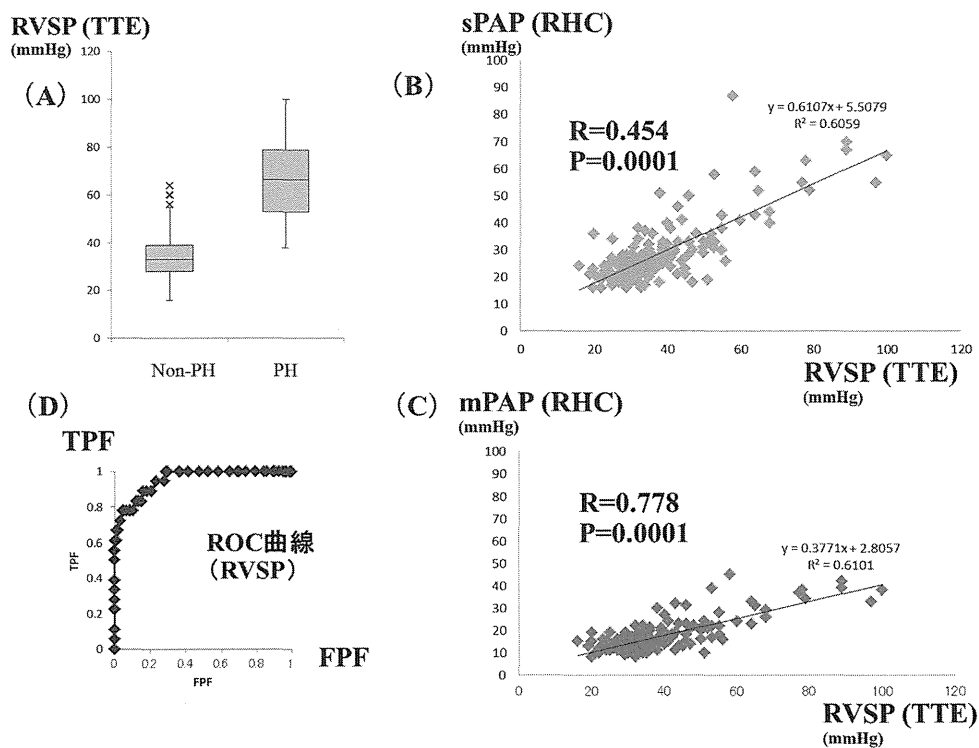 RVSP (TTE)
(mmHg)
(A)
120
100
80
60
40
20
0
Non-PH
PH
sPAP (RHC)
(mmHg)
(B)
100
90
80
70
60
50
40
30
20
10
0
R=0.454
P=0.0001
y = 0.6107x + 5.5079
R² = 0.6059
0 20 40 60 80 100 120
RVSP (TTE)
(mmHg)
(D)
TPF
1
0.8
0.6
0.4
0.2
0
TPF
ROC曲線
(RVSP)
0 0.2 0.4 0.6 0.8 1
FPF
FPF
(C)
mPAP (RHC)
(mmHg)
100
90
80
70
60
50
40
30
20
10
0
R=0.778
P=0.0001
y = 0.3771x + 2.8057
R² = 0.6101
0 20 40 60 80 100 120
RVSP (TTE)
(mmHg)